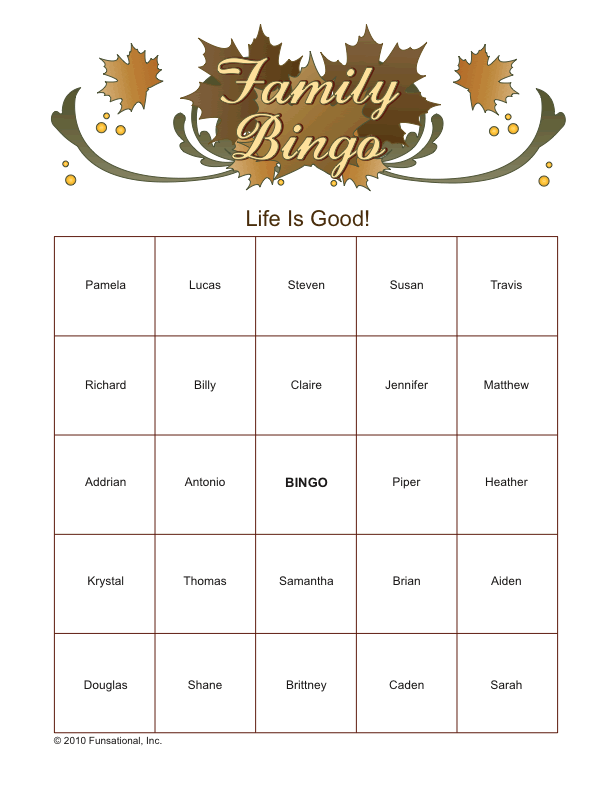 Family
Bingo
Life Is Good!
Pamela Lucas Steven Susan Travis
Richard Billy Claire Jennifer Matthew
Addrian Antonio BINGO Piper Heather
Krystal Thomas Samantha Brian Aiden
Douglas Shane Brittney Caden Sarah
© 2010 Funsational, Inc.